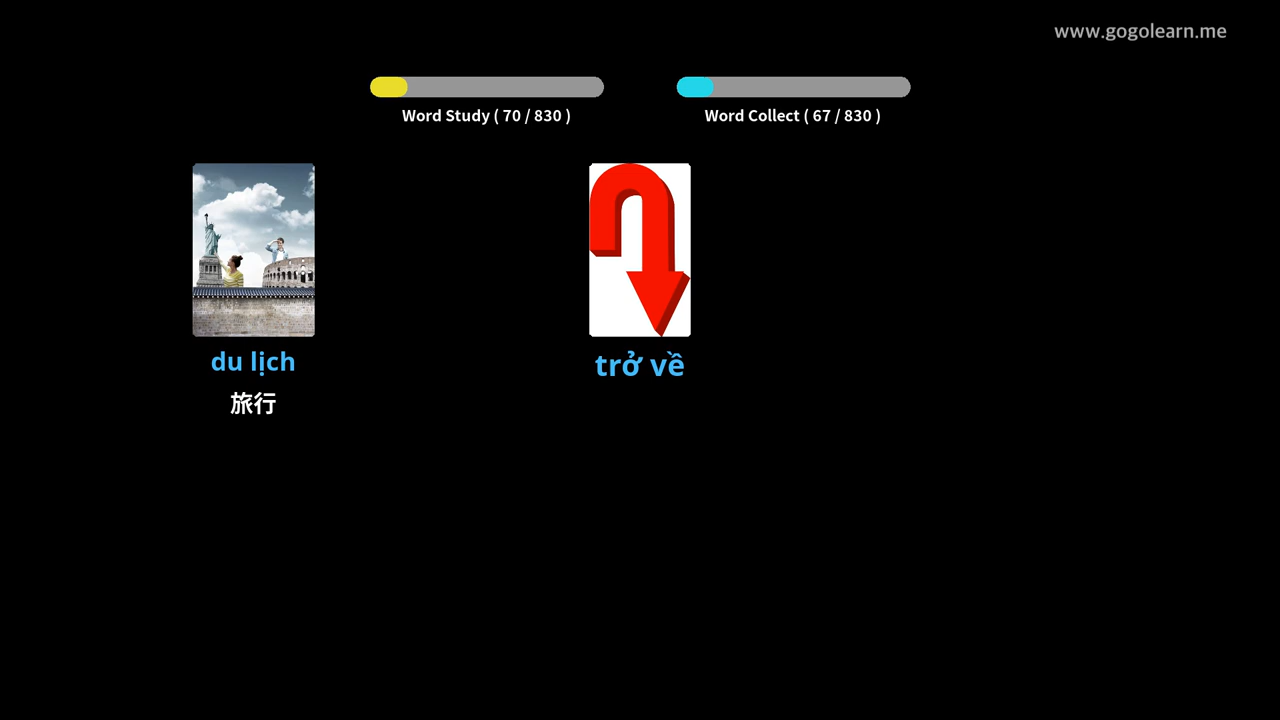 www.gogolearn.me
Word Study ( 70 / 830 )
Word Collect ( 67 / 830 )
du lịch
旅行
trở về